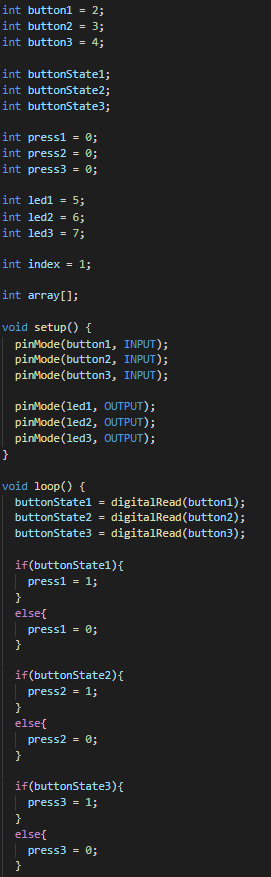 int button1 = 2;
int button2 = 3;
int button3 = 4;

int buttonState1;
int buttonState2;
int buttonState3;

int press1 = 0;
int press2 = 0;
int press3 = 0;

int led1 = 5;
int led2 = 6;
int led3 = 7;

int index = 1;

int array[];

void setup() {
  pinMode(button1, INPUT);
  pinMode(button2, INPUT);
  pinMode(button3, INPUT);

  pinMode(led1, OUTPUT);
  pinMode(led2, OUTPUT);
  pinMode(led3, OUTPUT);
}

void loop() {
  buttonState1 = digitalRead(button1);
  buttonState2 = digitalRead(button2);
  buttonState3 = digitalRead(button3);

  if(buttonState1){
    press1 = 1;
  }
  else{
    press1 = 0;
  }

  if(buttonState2){
    press2 = 1;
  }
  else{
    press2 = 0;
  }

  if(buttonState3){
    press3 = 1;
  }
  else{
    press3 = 0;
  }